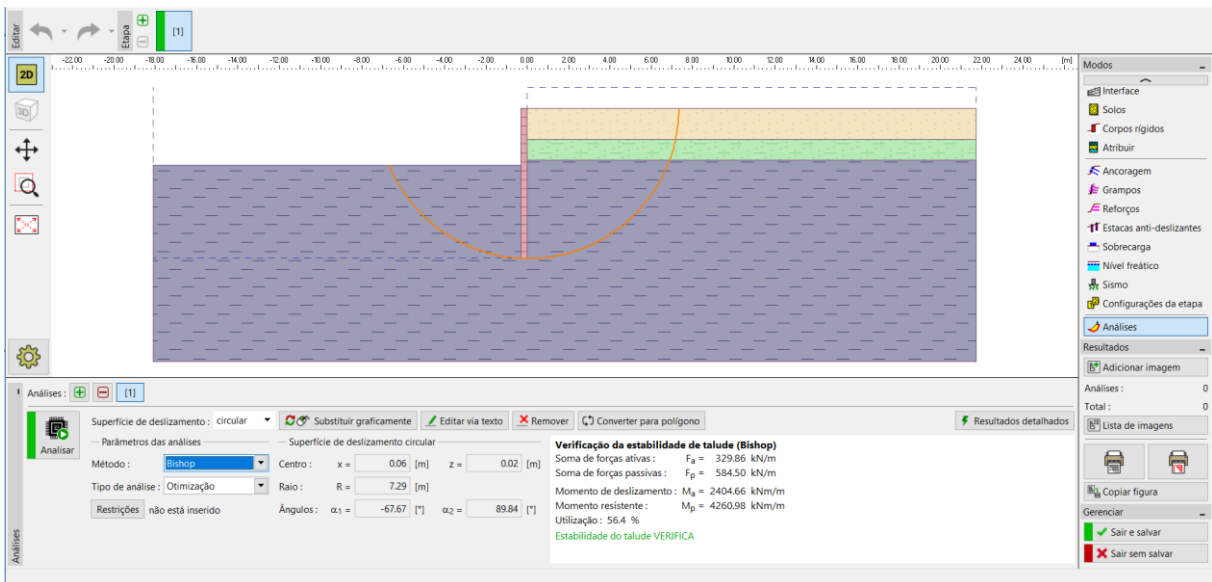 Editar
Etapa
[1]
2D
3D
-22.00 -20.00 -18.00 -16.00 -14.00 -12.00 -10.00 -8.00 -6.00 -4.00 -2.00 0.00 2.00 4.00 6.00 8.00 10.00 12.00 14.00 16.00 18.00 20.00 22.00 24.00 [m]
Modos
Interface
Solos
Corpos rígidos
Atribuir
Ancoragem
Grampos
Reforços
Estacas anti-deslizantes
Sobrecarga
Nível freático
Sismo
Configurações da etapa
Análises
Resultados
Adicionar imagem
Análises : 0
Total : 0
Lista de imagens
Copiar figura
Gerenciar
Sair e salvar
Sair sem salvar
Análises
Análises : [1]
Analisar
Superfície de deslizamento : circular Substituir graficamente Editar via texto Remover Converter para polígono Resultados detalhados
Parâmetros das análises
Método : Bishop
Tipo de análise : Otimização
Restrições não está inserido
Superfície de deslizamento circular
Centro : x = 0.06 [m] z = 0.02 [m]
Raio : R = 7.29 [m]
Ângulos : α1 = -67.67 [°] α2 = 89.84 [°]
Verificação da estabilidade de talude (Bishop)
Soma de forças ativas : Fa = 329.86 kN/m
Soma de forças passivas : Fp = 584.50 kN/m
Momento de deslizamento : Ma = 2404.66 kNm/m
Momento resistente : Mp = 4260.98 kNm/m
Utilização : 56.4 %
Estabilidade do talude VERIFICA